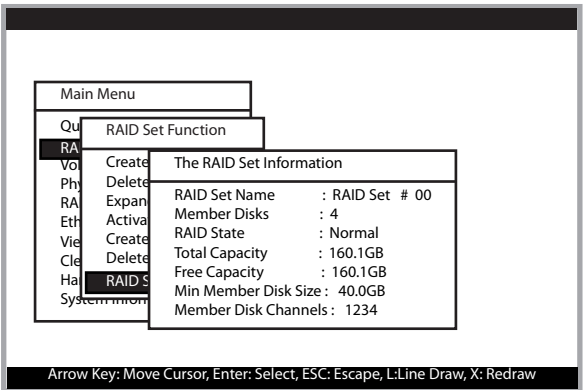 Main Menu
Qu
RAID Set Function
RA
Vol
Create
The RAID Set Information
Phy
Delete
RA
Expan
RAID Set Name : RAID Set # 00
Eth
Activa
Member Disks : 4
Vie
Create
RAID State : Normal
Cle
Delete
Total Capacity : 160.1GB
Ha
RAID S
Free Capacity : 160.1GB
System
Min Member Disk Size : 40.0GB
Member Disk Channels : 1234
Arrow Key: Move Cursor, Enter: Select, ESC: Escape, L:Line Draw, X: Redraw